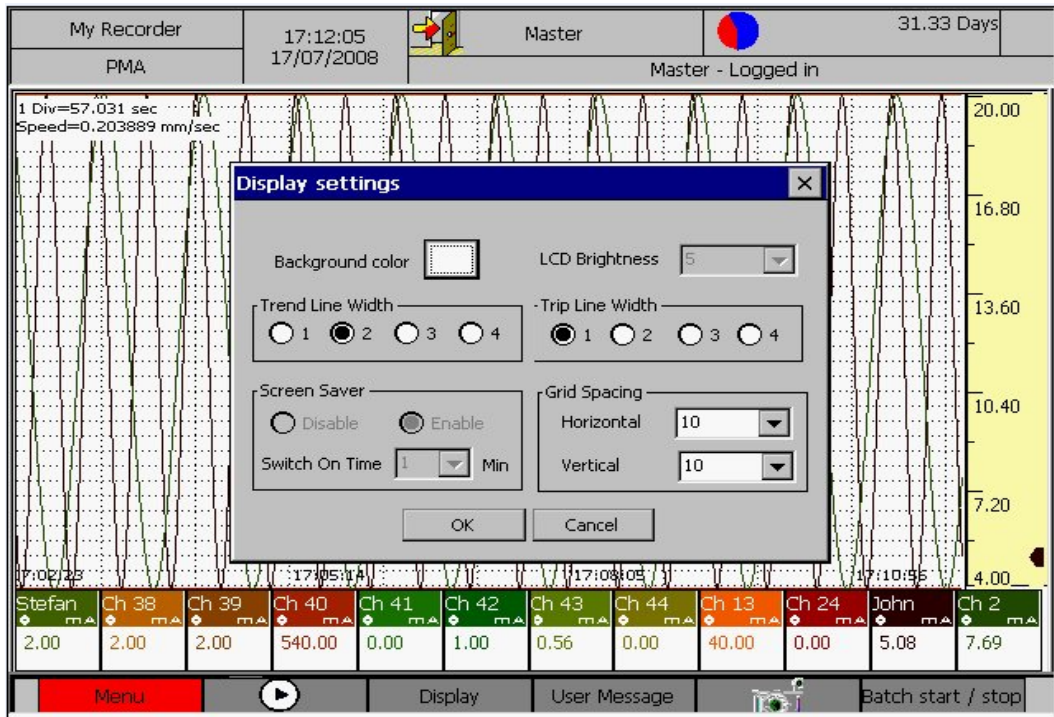 My Recorder
PMA
17:12:05
17/07/2008
Master
31.33 Days
Master - Logged in
1 Div=57.031 sec
Speed=0.203889 mm/sec
20.00
16.80
13.60
10.40
7.20
4.00
Display settings
Background color
LCD Brightness 5
Trend Line Width
1 2 3 4
Trip Line Width
1 2 3 4
Screen Saver
Disable Enable
Switch On Time 1 Min
Grid Spacing
Horizontal 10
Vertical 10
OK Cancel
17:02:23 17:05:14 17:08:05 17:10:56
Stefan Ch 38 Ch 39 Ch 40 Ch 41 Ch 42 Ch 43 Ch 44 Ch 13 Ch 24 John Ch 2
mA mA mA mA mA mA mA mA mA mA mA mA
2.00 2.00 2.00 540.00 0.00 1.00 0.56 0.00 40.00 0.00 5.08 7.69
Menu Display User Message Batch start / stop